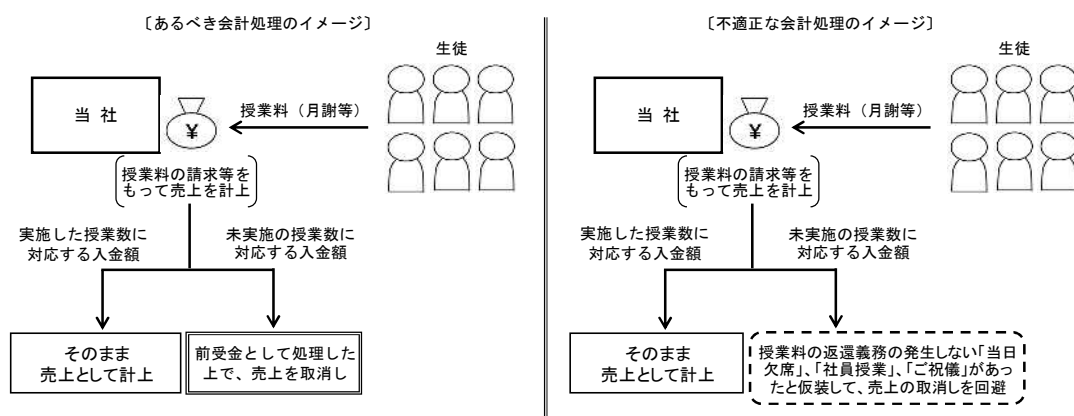 〔あるべき会計処理のイメージ〕
生徒
当 社
¥
授業料（月謝等）
授業料の請求等を
もって売上を計上
実施した授業数に
対応する入金額
未実施の授業数に
対応する入金額
そのまま
売上として計上
前受金として処理した
上で、売上を取消し
〔不適正な会計処理のイメージ〕
生徒
当 社
¥
授業料（月謝等）
授業料の請求等を
もって売上を計上
実施した授業数に
対応する入金額
未実施の授業数に
対応する入金額
そのまま
売上として計上
授業料の返還義務の発生しない「当日
欠席」、「社員授業」、「ご祝儀」があっ
たと仮装して、売上の取消しを回避